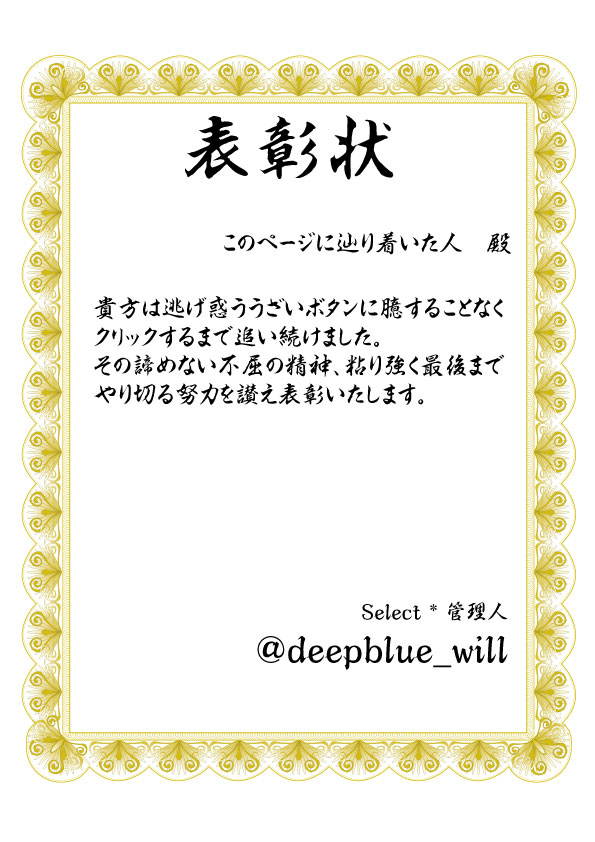 表彰状
このページに辿り着いた人　殿
貴方は逃げ惑ううざいボタンに臆することなく
クリックするまで追い続けました。
その諦めない不屈の精神、粘り強く最後まで
やり切る努力を讃え表彰いたします。
Select * 管理人
@deepblue_will